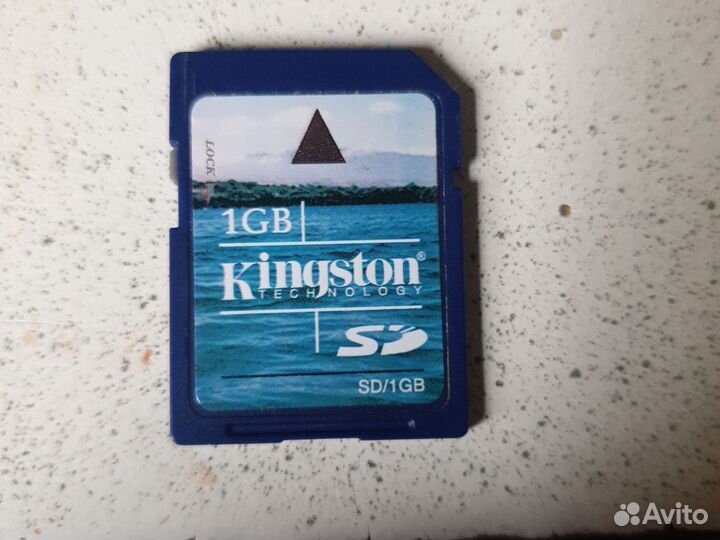 LOCK
1GB
Kingston®
TECHNOLOGY
SD
SD/1GB
Avito